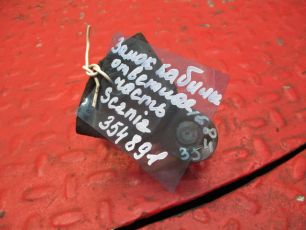 Замок кабины
ответная
часть
Scania
354891